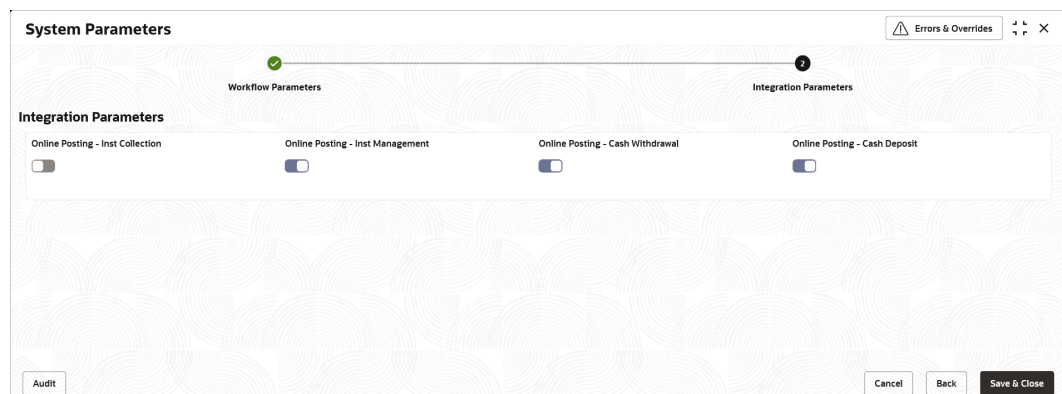 System Parameters
Errors & Overrides
2
Workflow Parameters
Integration Parameters
Integration Parameters
Online Posting - Inst Collection
Online Posting - Inst Management
Online Posting - Cash Withdrawal
Online Posting - Cash Deposit
Audit
Cancel
Back
Save & Close